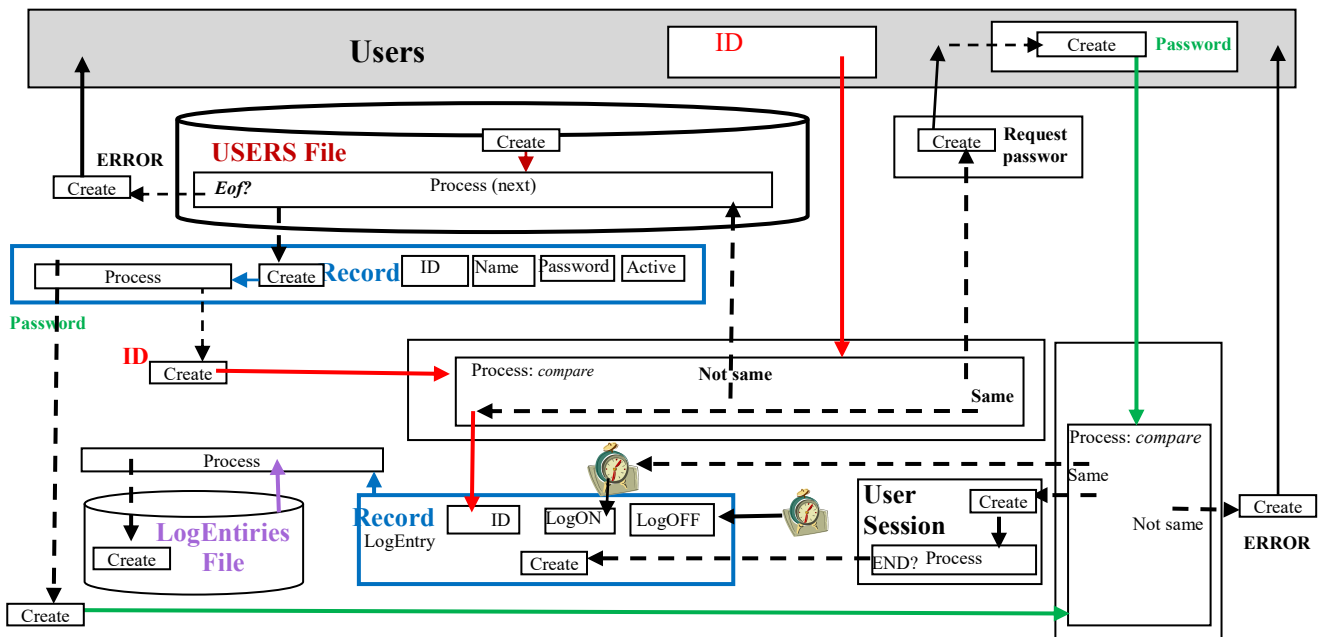 Users
ID
Create
Password
Create
Request
passwor
ERROR
Create
USERS File
Create
Eof?
Process (next)
Process
Create
Record
ID
Name
Password
Active
Password
ID
Create
Process: compare
Not same
Same
Process: compare
Same
Not same
Create
ERROR
Process
LogEntiries
File
Create
Record
LogEntry
ID
LogON
LogOFF
Create
User
Session
Create
END?
Process
Create